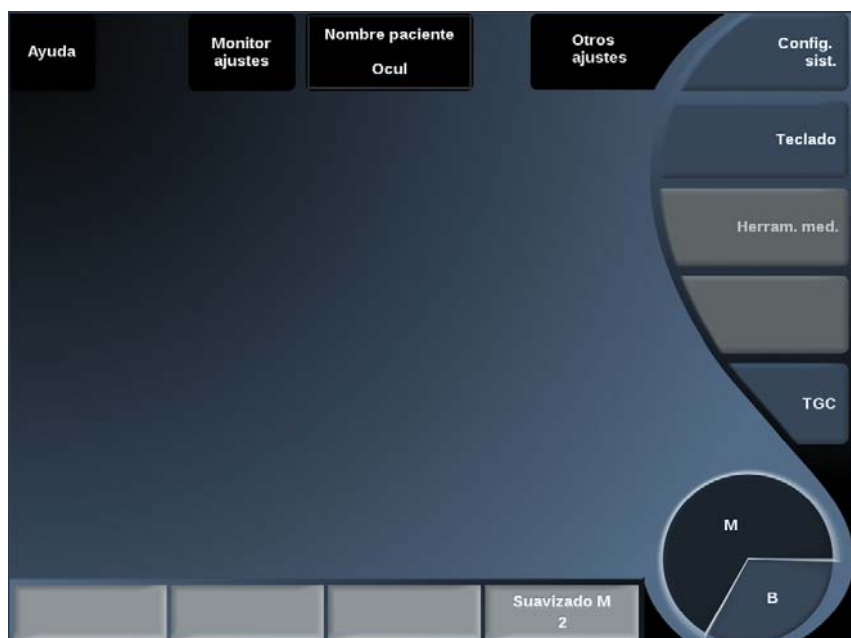 Ayuda
Monitor
ajustes
Nombre paciente
Ocul
Otros
ajustes
Config.
sist.
Teclado
Herram. med.
TGC
M
B
Suavizado M
2